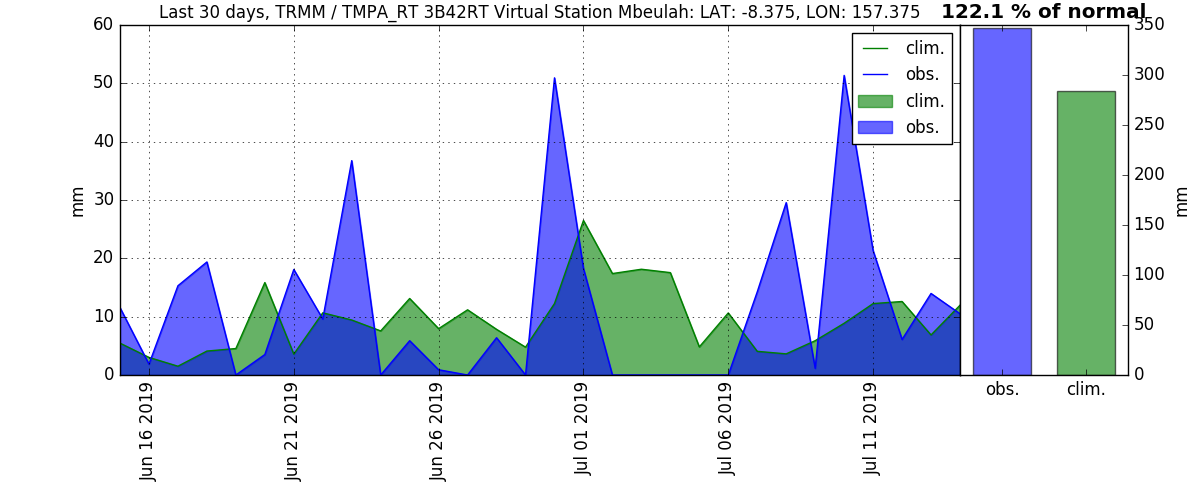 Last 30 days, TRMM / TMPA_RT 3B42RT Virtual Station Mbeulah: LAT: -8.375, LON: 157.375
122.1 % of normal
mm
60
50
40
30
20
10
0
Jun 16 2019
Jun 21 2019
Jun 26 2019
Jul 01 2019
Jul 06 2019
Jul 11 2019
clim.
obs.
clim.
obs.
350
300
250
200
150
100
50
0
mm
obs.
clim.